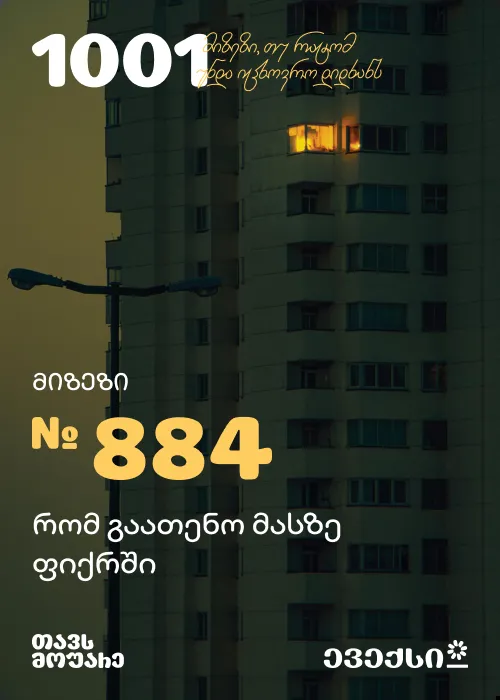 1001 მიზეზი, თუ რატომ
უნდა იცხოვრო დიდხანს
მიზეზი
№ 884
რომ გაათენო მასზე
ფიქრში
თავს
მოუარე
ევექსი